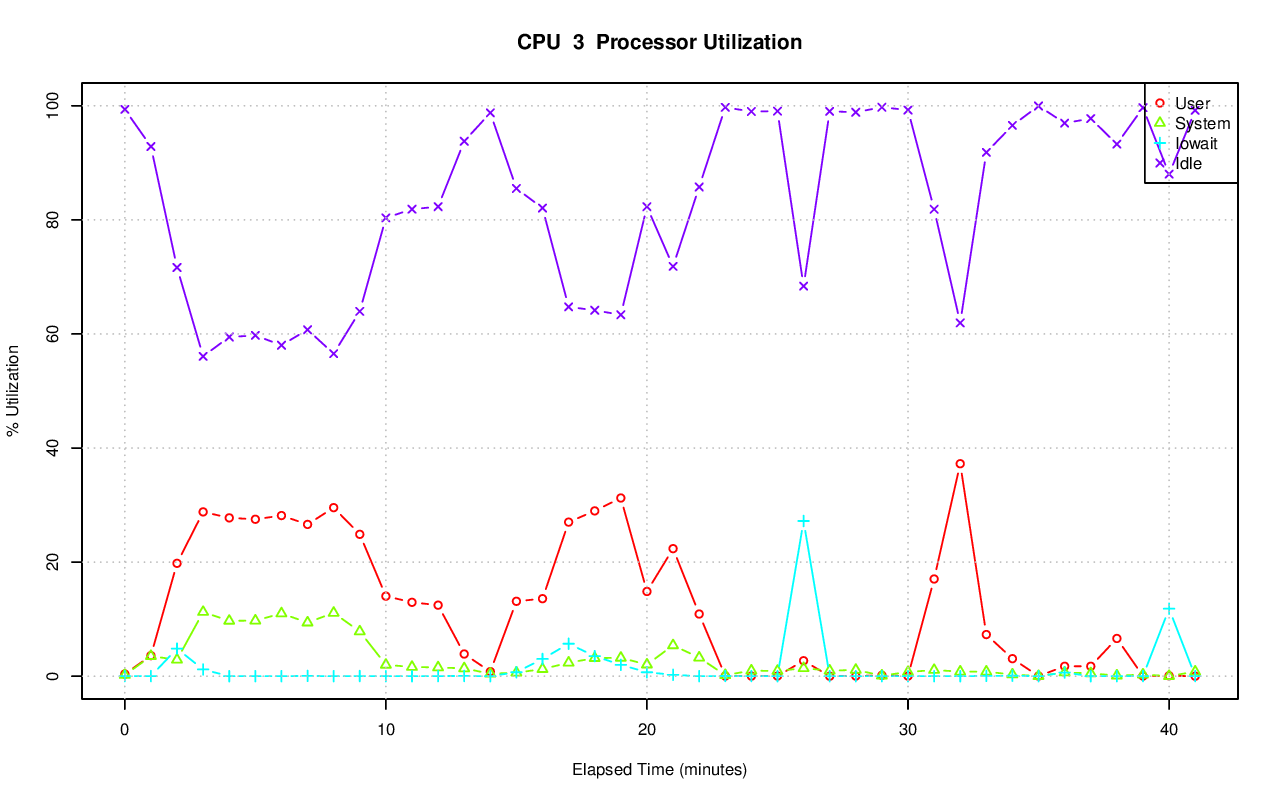 CPU  3  Processor Utilization
% Utilization
100
80
60
40
20
0
User
System
Iowait
Idle
0 10 20 30 40
Elapsed Time (minutes)